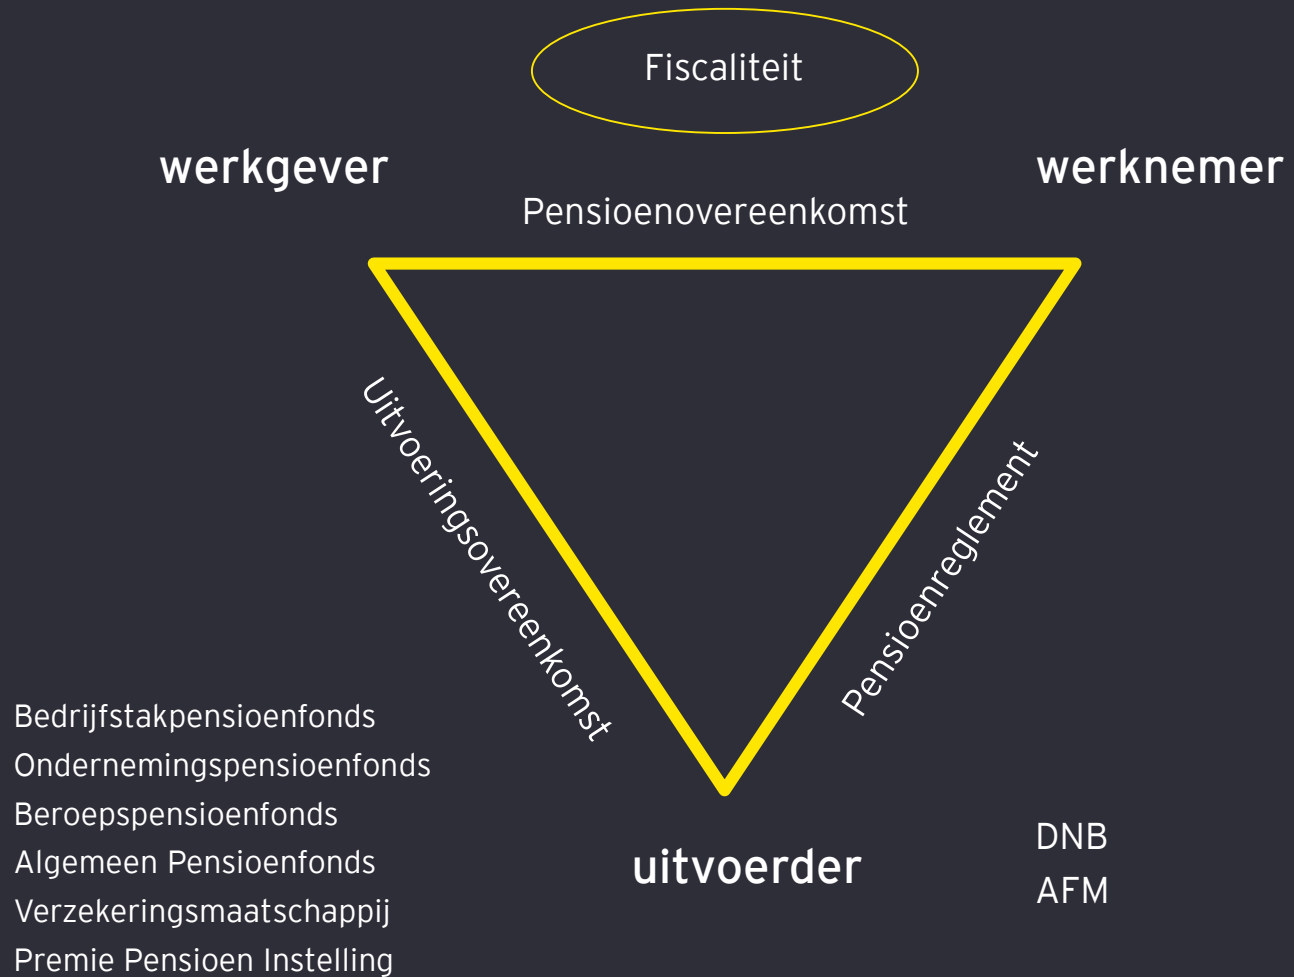 Fiscaliteit
werkgever
werknemer
Pensioenovereenkomst
Uitvoeringsovereenkomst
Pensioenreglement
Bedrijfstakpensioenfonds
Ondernemingspensioenfonds
Beroepspensioenfonds
Algemeen Pensioenfonds
Verzekeringsmaatschappij
Premie Pensioen Instelling
uitvoerder
DNB
AFM